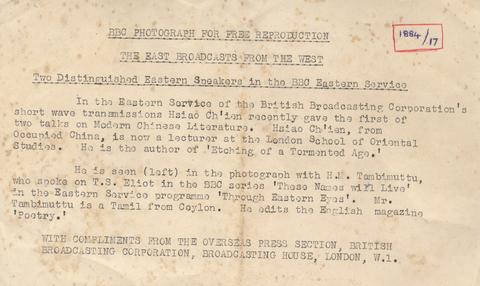 BBC PHOTOGRAPH FOR FREE REPRODUCTION
1884/17
THE EAST BROADCASTS FROM THE WEST
Two Distinguished Eastern Speakers in the BBC Eastern Service
In the Eastern Service of the British Broadcasting Corporation's
short wave transmissions Hsiao Ch'ien recently gave the first of
two talks on Modern Chinese Literature. Hsiao Ch'ien, from
Occupied China, is now a lecturer at the London School of Oriental
Studies. He is the author of 'Etching of a Tormented Age.'
He is seen (left) in the photograph with H.M. Tambimuttu,
who spoke on T.S. Eliot in the BBC series 'These Names will Live'
in the Eastern Service programme 'Through Eastern Eyes'. Mr.
Tambimuttu is a Tamil from Ceylon. He edits the English magazine
'Poetry.'
WITH COMPLIMENTS FROM THE OVERSEAS PRESS SECTION, BRITISH
BROADCASTING CORPORATION, BROADCASTING HOUSE, LONDON, W.1.